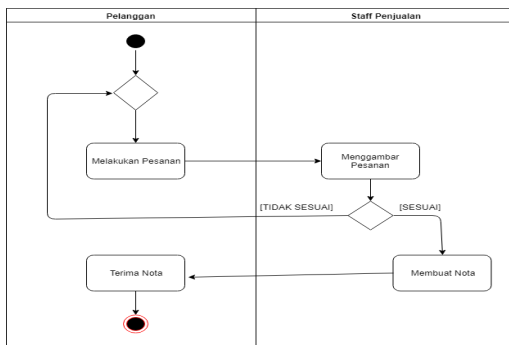 Pelanggan
Staff Penjualan
Melakukan Pesanan
Menggambar
Pesanan
[TIDAK SESUAI]
[SESUAI]
Terima Nota
Membuat Nota